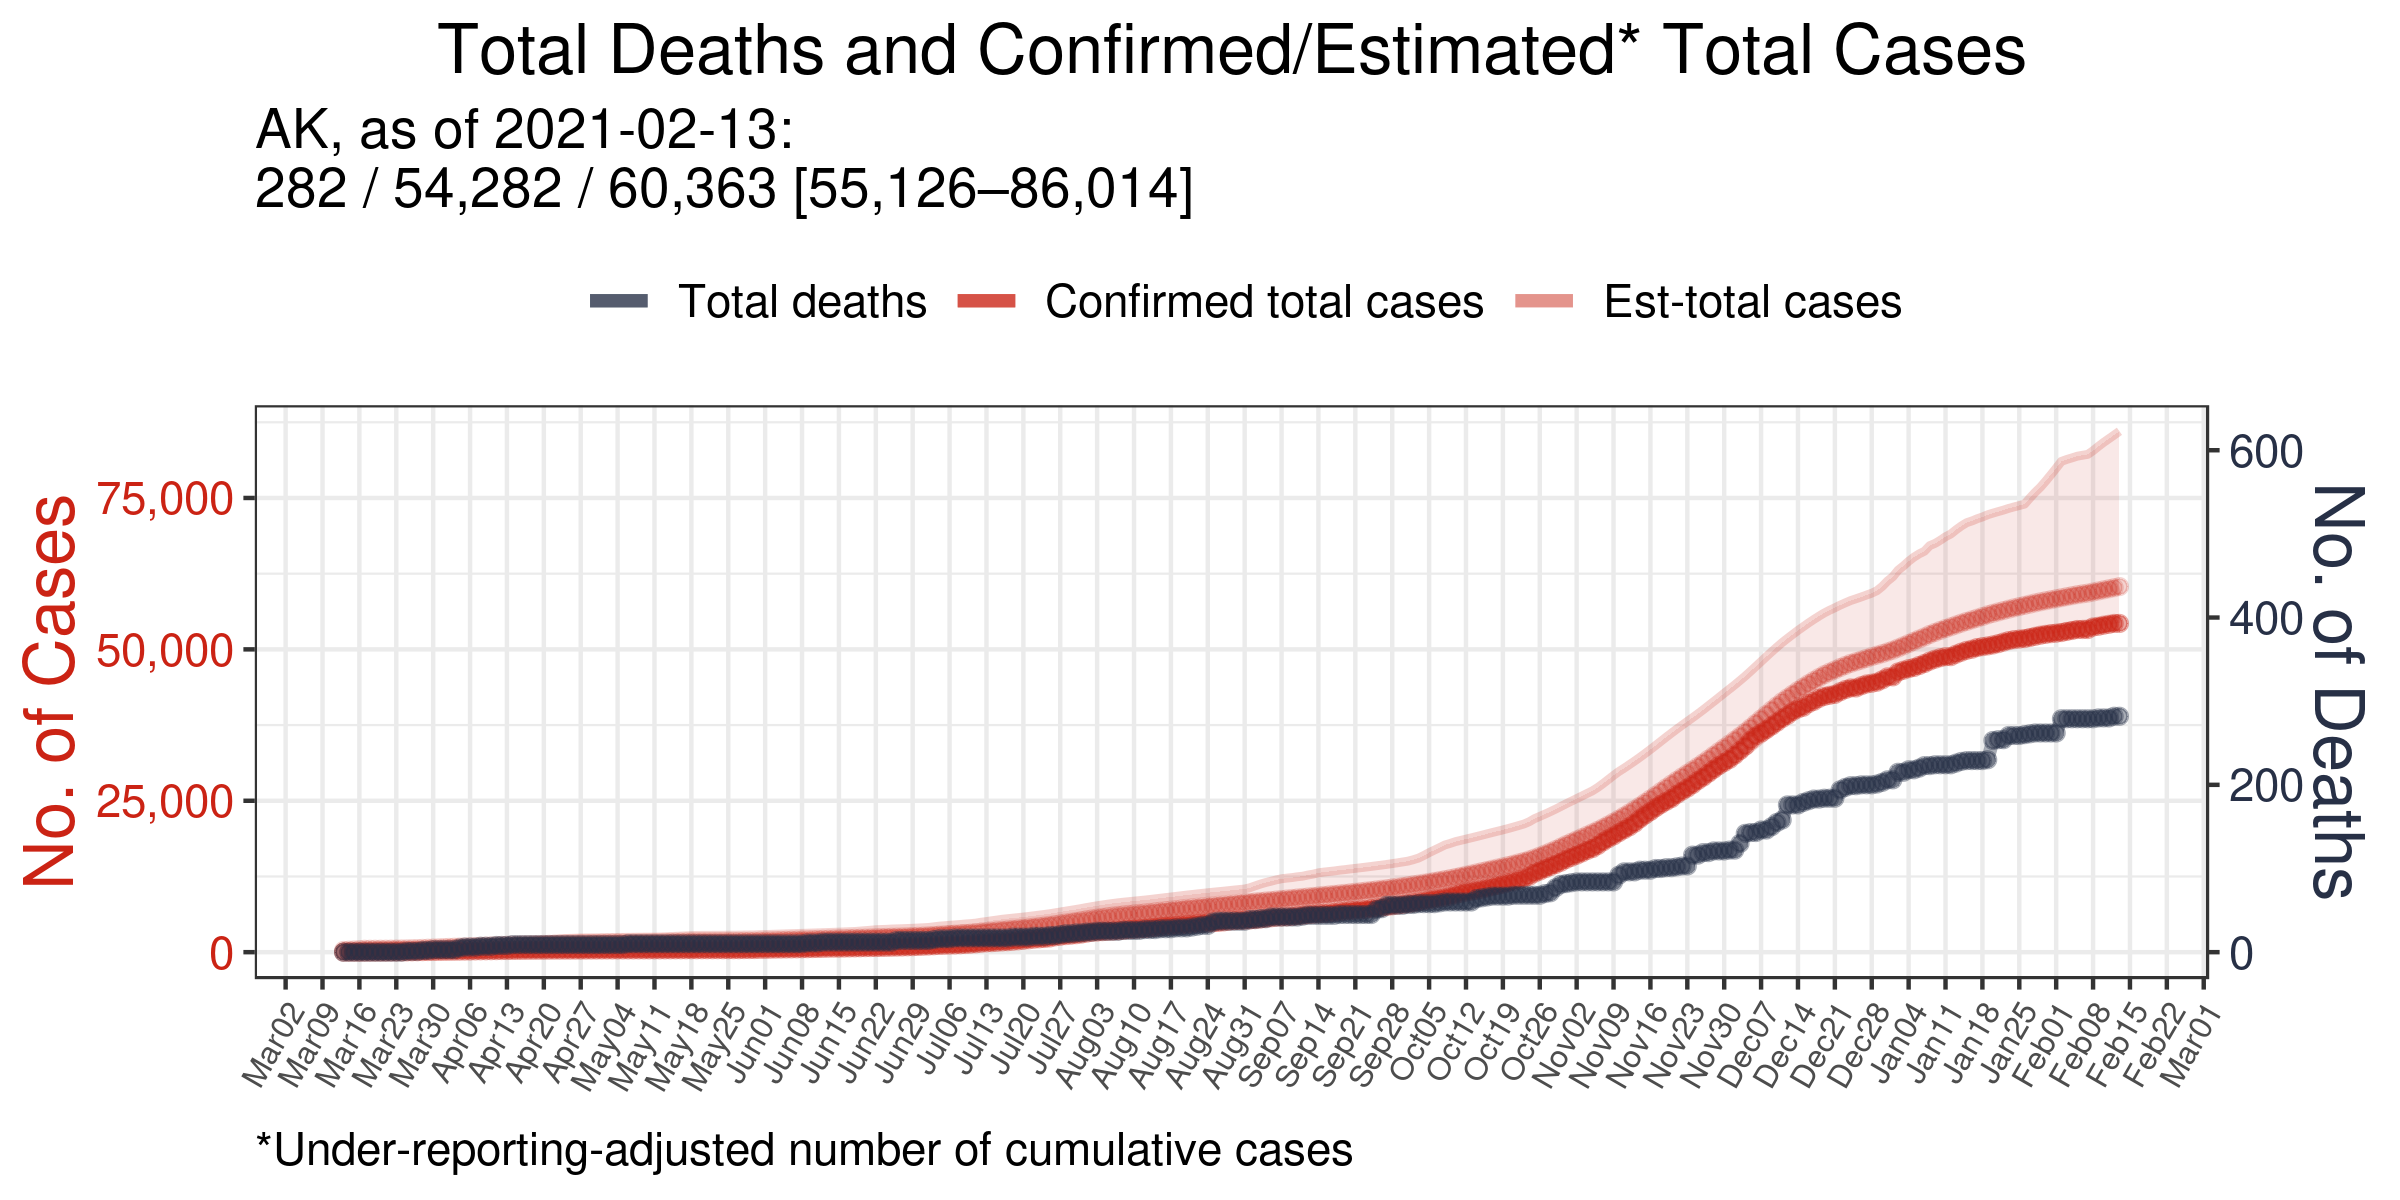 Total Deaths and Confirmed/Estimated* Total Cases
AK, as of 2021-02-13:
282 / 54,282 / 60,363 [55,126–86,014]
Total deaths
Confirmed total cases
Est-total cases
No. of Cases
75,000
50,000
25,000
0
600
400
200
0
No. of Deaths
Mar02
Mar09
Mar16
Mar23
Mar30
Apr06
Apr13
Apr20
Apr27
May04
May11
May18
May25
Jun01
Jun08
Jun15
Jun22
Jun29
Jul06
Jul13
Jul20
Jul27
Aug03
Aug10
Aug17
Aug24
Aug31
Sep07
Sep14
Sep21
Sep28
Oct05
Oct12
Oct19
Oct26
Nov02
Nov09
Nov16
Nov23
Nov30
Dec07
Dec14
Dec21
Dec28
Jan04
Jan11
Jan18
Jan25
Feb01
Feb08
Feb15
Feb22
Mar01
*Under-reporting-adjusted number of cumulative cases